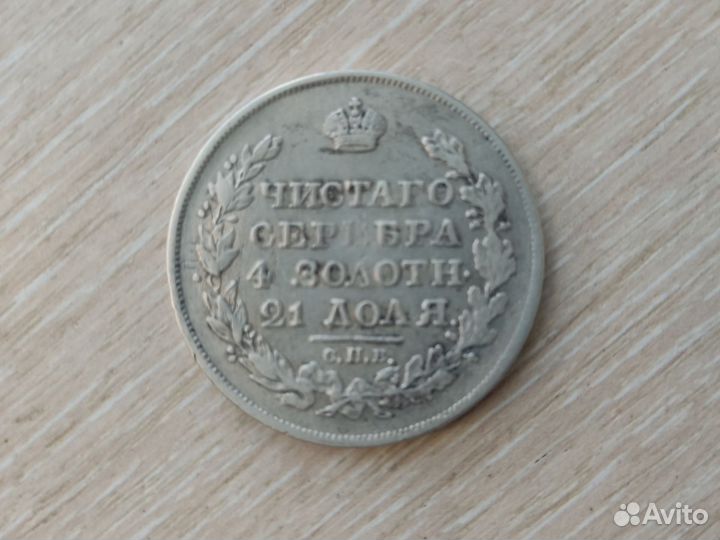 ЧИСТАГО
СЕРЕБРА
4 ЗОЛОТН.
21 ДОЛЯ.
С.П.Б.
Avito